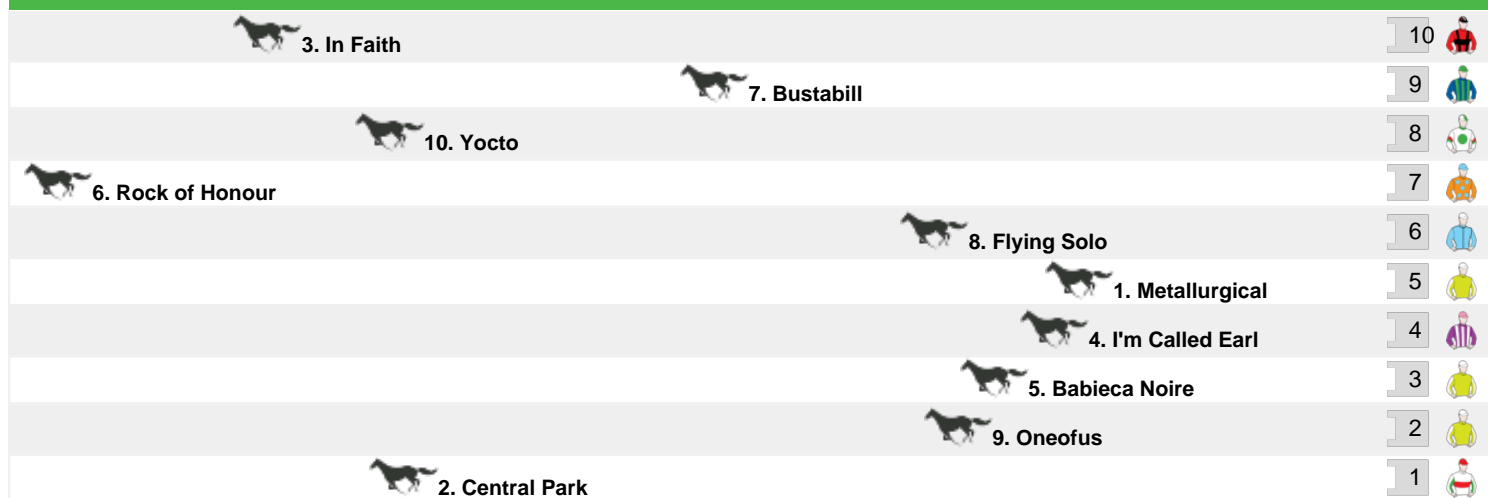 3. In Faith 10
7. Bustabill 9
10. Yocto 8
6. Rock of Honour 7
8. Flying Solo 6
1. Metallurgical 5
4. I'm Called Earl 4
5. Babieca Noire 3
9. Oneofus 2
2. Central Park 1